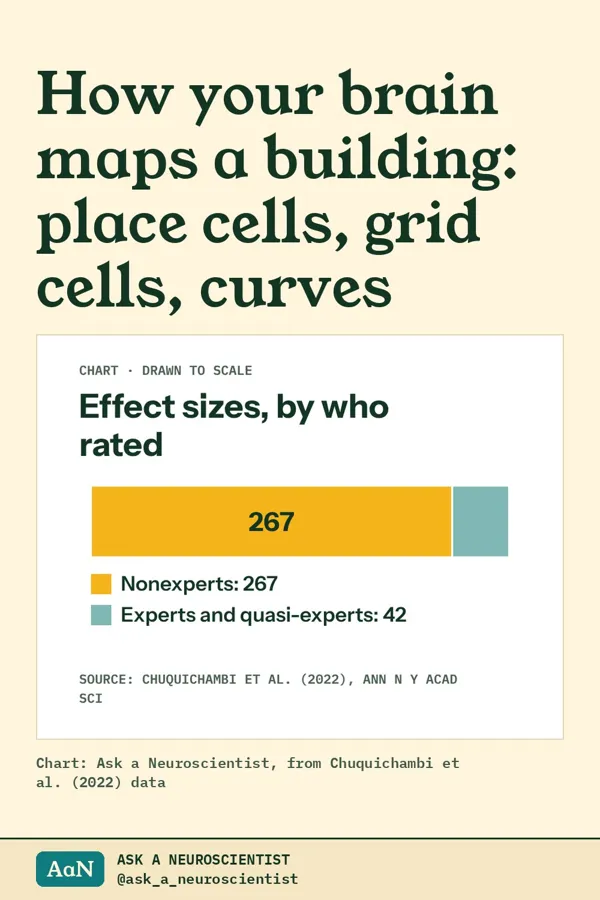 How your brain
maps a building:
place cells, grid
cells, curves
CHART · DRAWN TO SCALE
Effect sizes, by who
rated
267
Nonexperts: 267
Experts and quasi-experts: 42
SOURCE: CHUQUICHAMBI ET AL. (2022), ANN N Y ACAD
SCI
Chart: Ask a Neuroscientist, from Chuquichambi et
al. (2022) data
AaN
ASK A NEUROSCIENTIST
@ask_a_neuroscientist